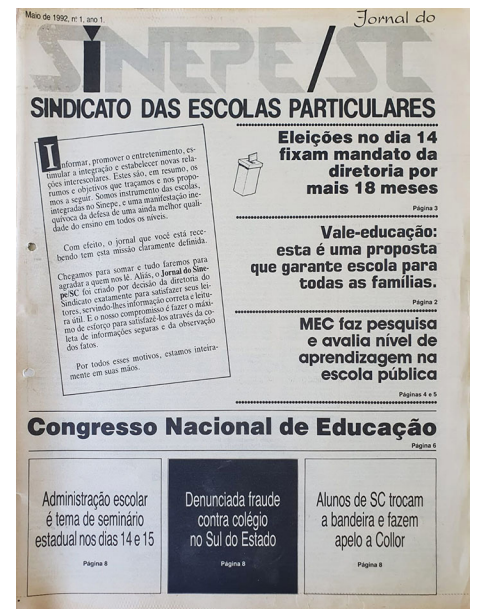 Maio de 1992, nº 1, ano 1.
Jornal do
SINEPE/SC
SINDICATO DAS ESCOLAS PARTICULARES
Informar, promover o entretenimento, es-
timular a integração e estabelecer novas rela-
ções interescolares. Estes são, em resumo, os
rumos e objetivos que traçamos e nos propo-
mos a seguir. Somos instrumento das escolas,
integradas no Sinepe, e uma manifestação ine-
quívoca da defesa de uma ainda melhor quali-
dade do ensino em todos os níveis.
Com efeito, o jornal que você está rece-
bendo tem esta missão claramente definida.
Chegamos para somar e tudo faremos para
agradar a quem nos lê. Aliás, o Jornal do Sine-
pe/SC foi criado por decisão da diretoria do
Sindicato exatamente para satisfazer seus lei-
tores, servindo-lhes informação correta e leitu-
ra útil. E o nosso compromisso é fazer o máxi-
mo de esforço para satisfazê-los através da co-
leta de informações seguras e da observação
dos fatos.
Por todos esses motivos, estamos inteira-
mente em suas mãos.
Eleições no dia 14
fixam mandato da
diretoria por
mais 18 meses
Página 3
Vale-educação:
esta é uma proposta
que garante escola para
todas as famílias.
Página 2
MEC faz pesquisa
e avalia nível de
aprendizagem na
escola pública
Páginas 4 e 5
Congresso Nacional de Educação
Página 6
Administração escolar
é tema de seminário
estadual nos dias 14 e 15
Página 8
Denunciada fraude
contra colégio
no Sul do Estado
Página 8
Alunos de SC trocam
a bandeira e fazem
apelo a Collor
Página 8